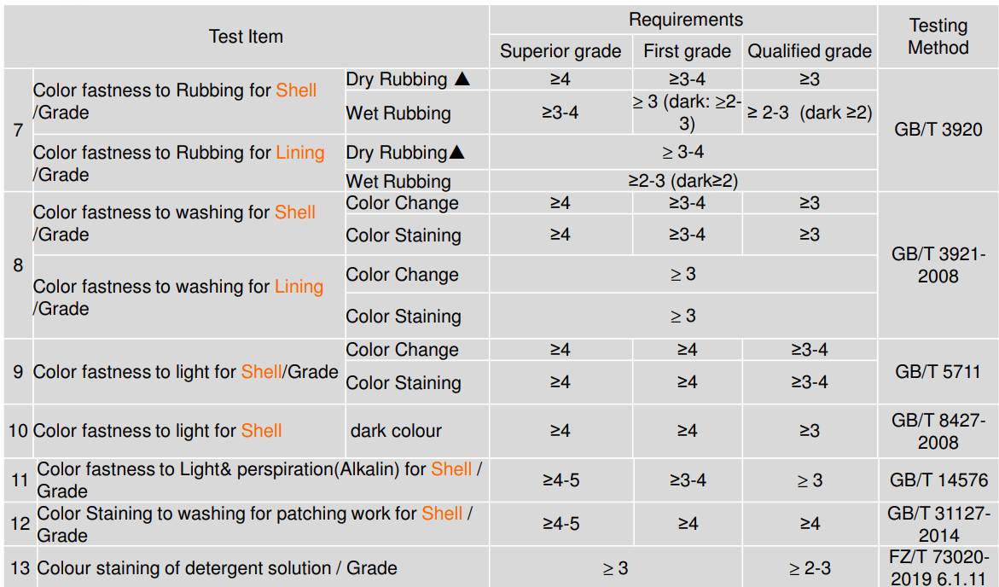 Test Item
Requirements
Testing
Method
Superior grade
First grade
Qualified grade
7
Color fastness to Rubbing for Shell
/Grade
Dry Rubbing ▲
≥4
≥3-4
≥3
GB/T 3920
Wet Rubbing
≥3-4
≥ 3 (dark: ≥2-
3)
≥ 2-3 (dark ≥2)
Color fastness to Rubbing for Lining
/Grade
Dry Rubbing▲
≥ 3-4
Wet Rubbing
≥2-3 (dark≥2)
8
Color fastness to washing for Shell
/Grade
Color Change
≥4
≥3-4
≥3
GB/T 3921-
2008
Color Staining
≥4
≥3-4
≥3
Color fastness to washing for Lining
/Grade
Color Change
≥ 3
Color Staining
≥ 3
9
Color fastness to light for Shell/Grade
Color Change
≥4
≥4
≥3-4
GB/T 5711
Color Staining
≥4
≥4
≥3-4
10
Color fastness to light for Shell
dark colour
≥4
≥4
≥3
GB/T 8427-
2008
11
Color fastness to Light& perspiration(Alkalin) for Shell /
Grade
≥4-5
≥3-4
≥ 3
GB/T 14576
12
Color Staining to washing for patching work for Shell /
Grade
≥4-5
≥4
≥4
GB/T 31127-
2014
13
Colour staining of detergent solution / Grade
≥ 3
≥ 2-3
FZ/T 73020-
2019 6.1.11